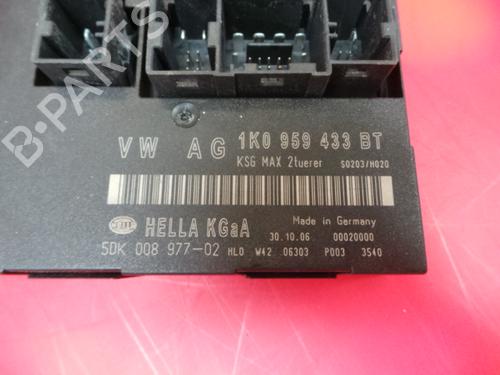 VW AG 1K0 959 433 BT
KSG MAX 2tuerer S0203/H020
Made in Germany
HELLA KGaA 30.10.06 00020000
5DK 008 977-02 HL0 W42 06303 P003 3540
B-PARTS